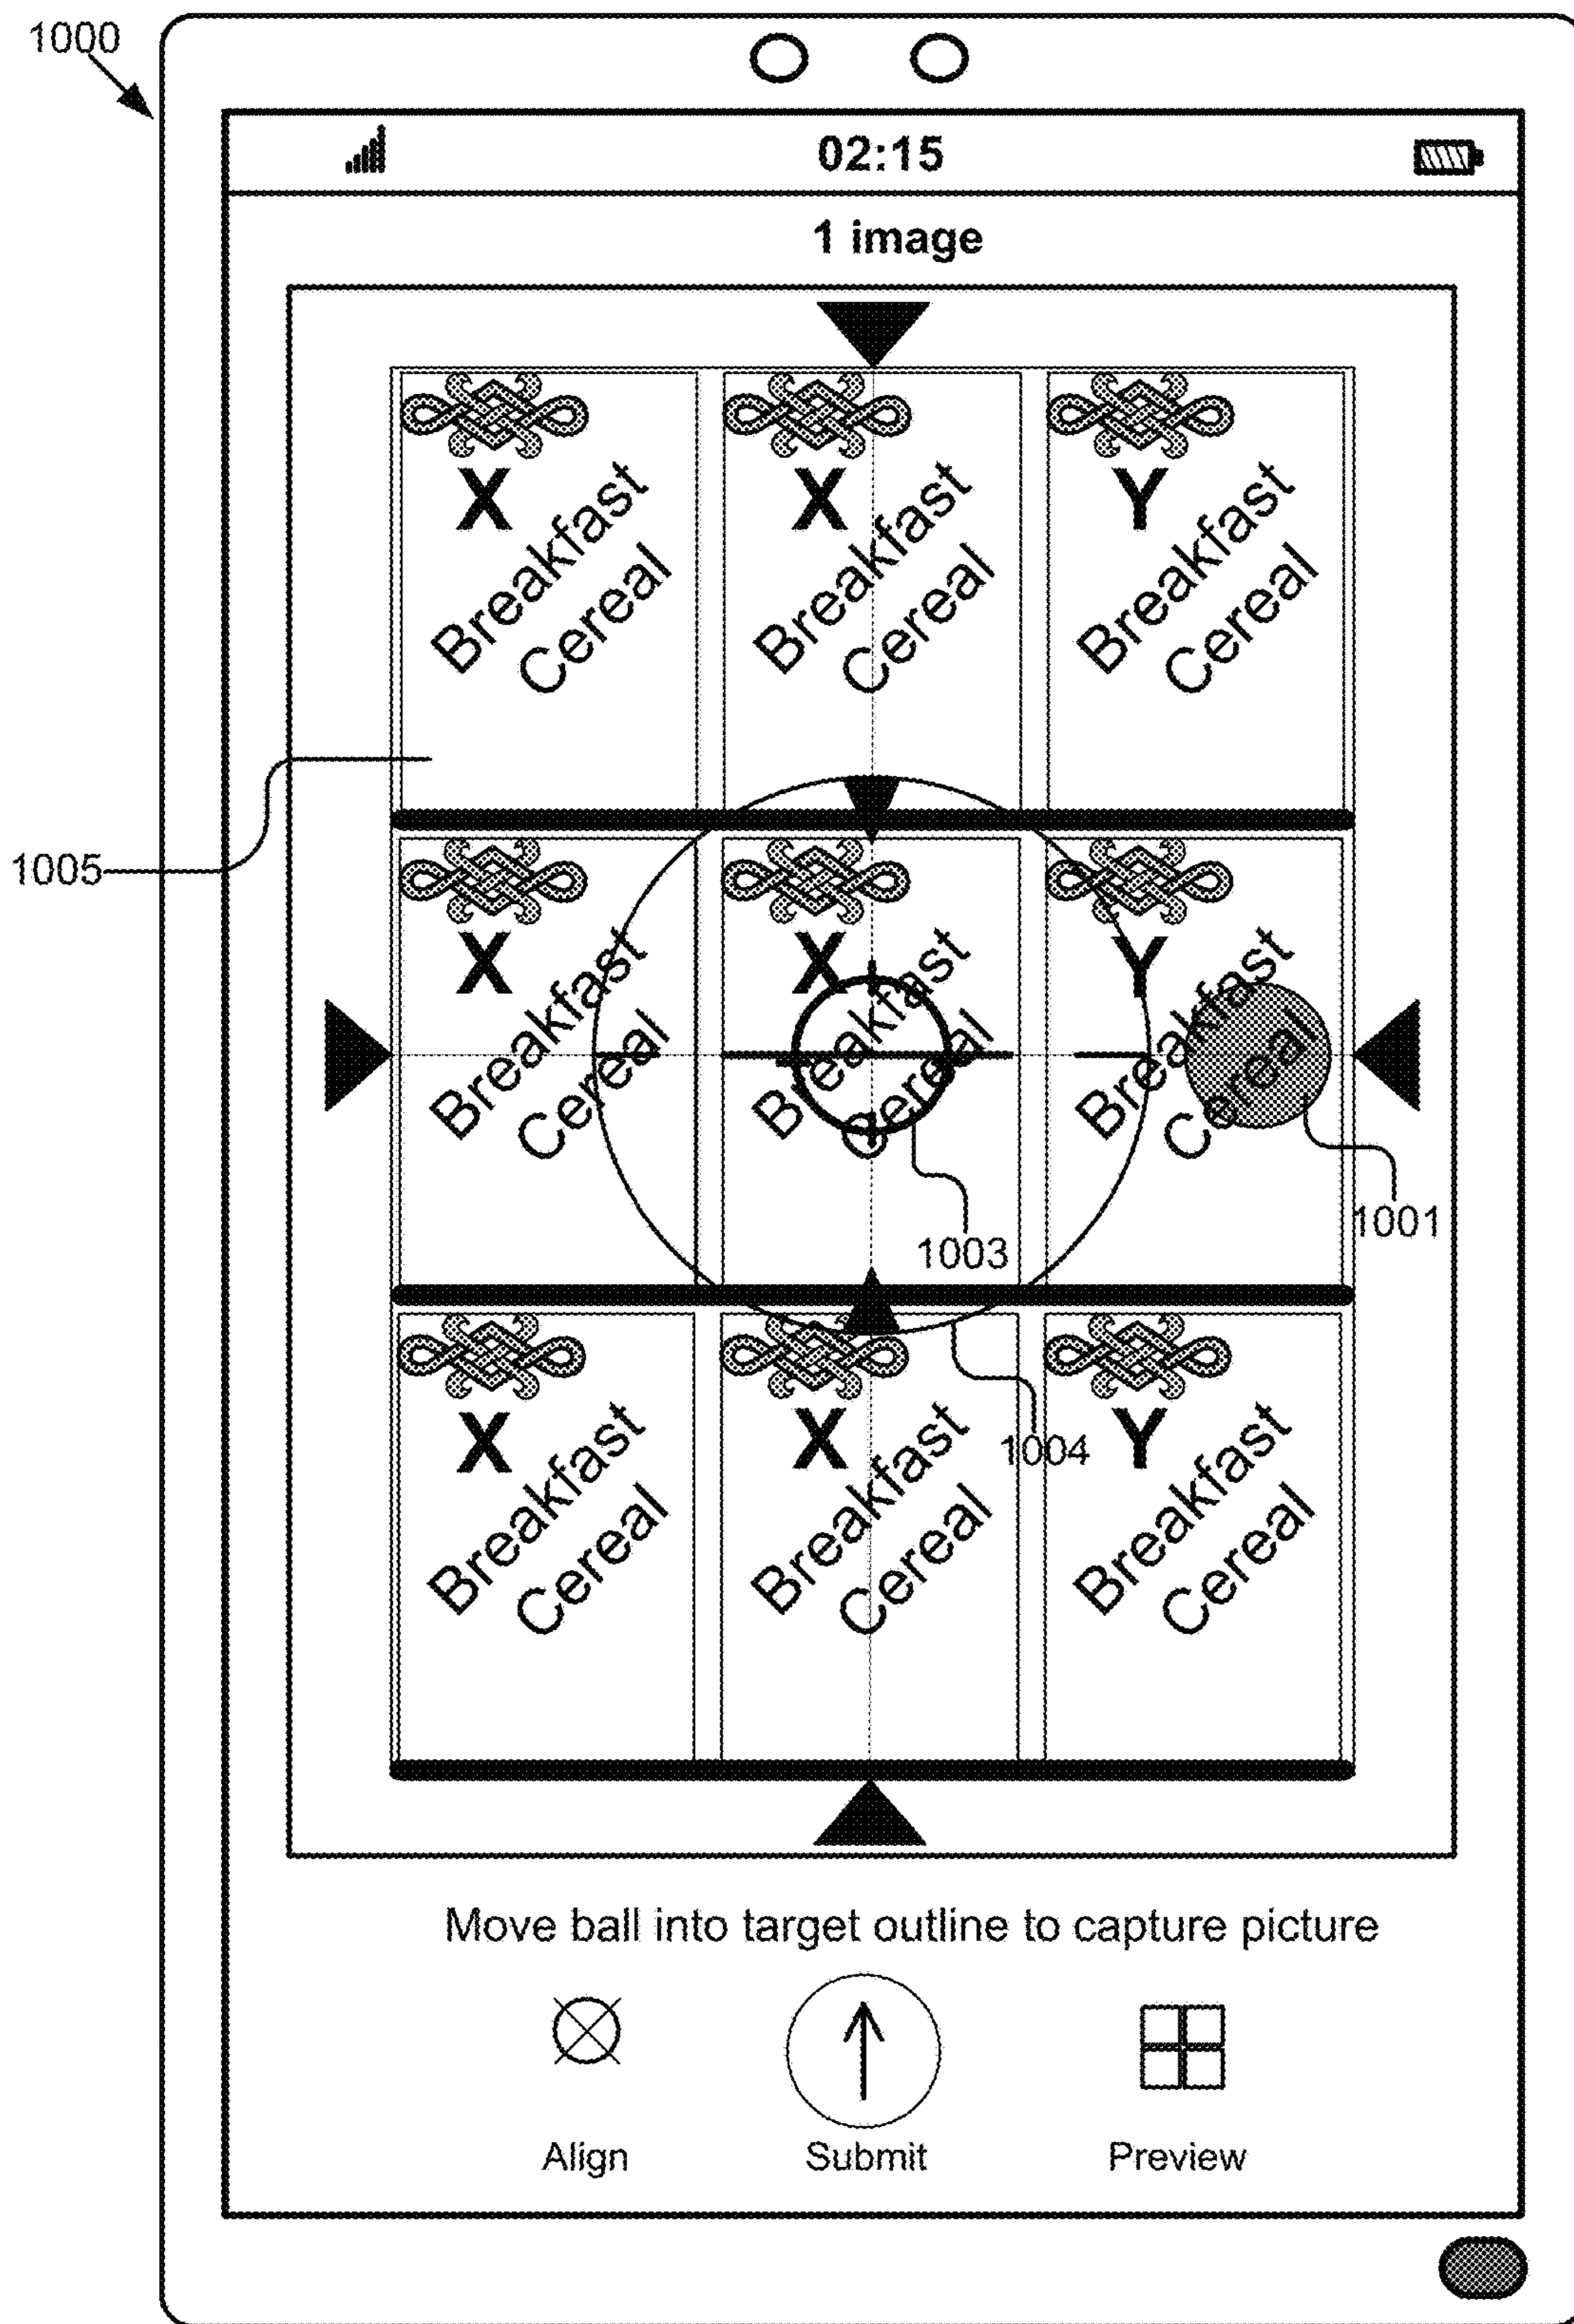 1000
02:15
1 image
X
Breakfast
Cereal
X
Breakfast
Cereal
Y
Breakfast
Cereal
1005
X
Breakfast
Cereal
X
Breakfast
Cereal
Y
Breakfast
Cereal
1001
1003
X
Breakfast
Cereal
X
Breakfast
Cereal
1004
Y
Breakfast
Cereal
Move ball into target outline to capture picture
Align
Submit
Preview